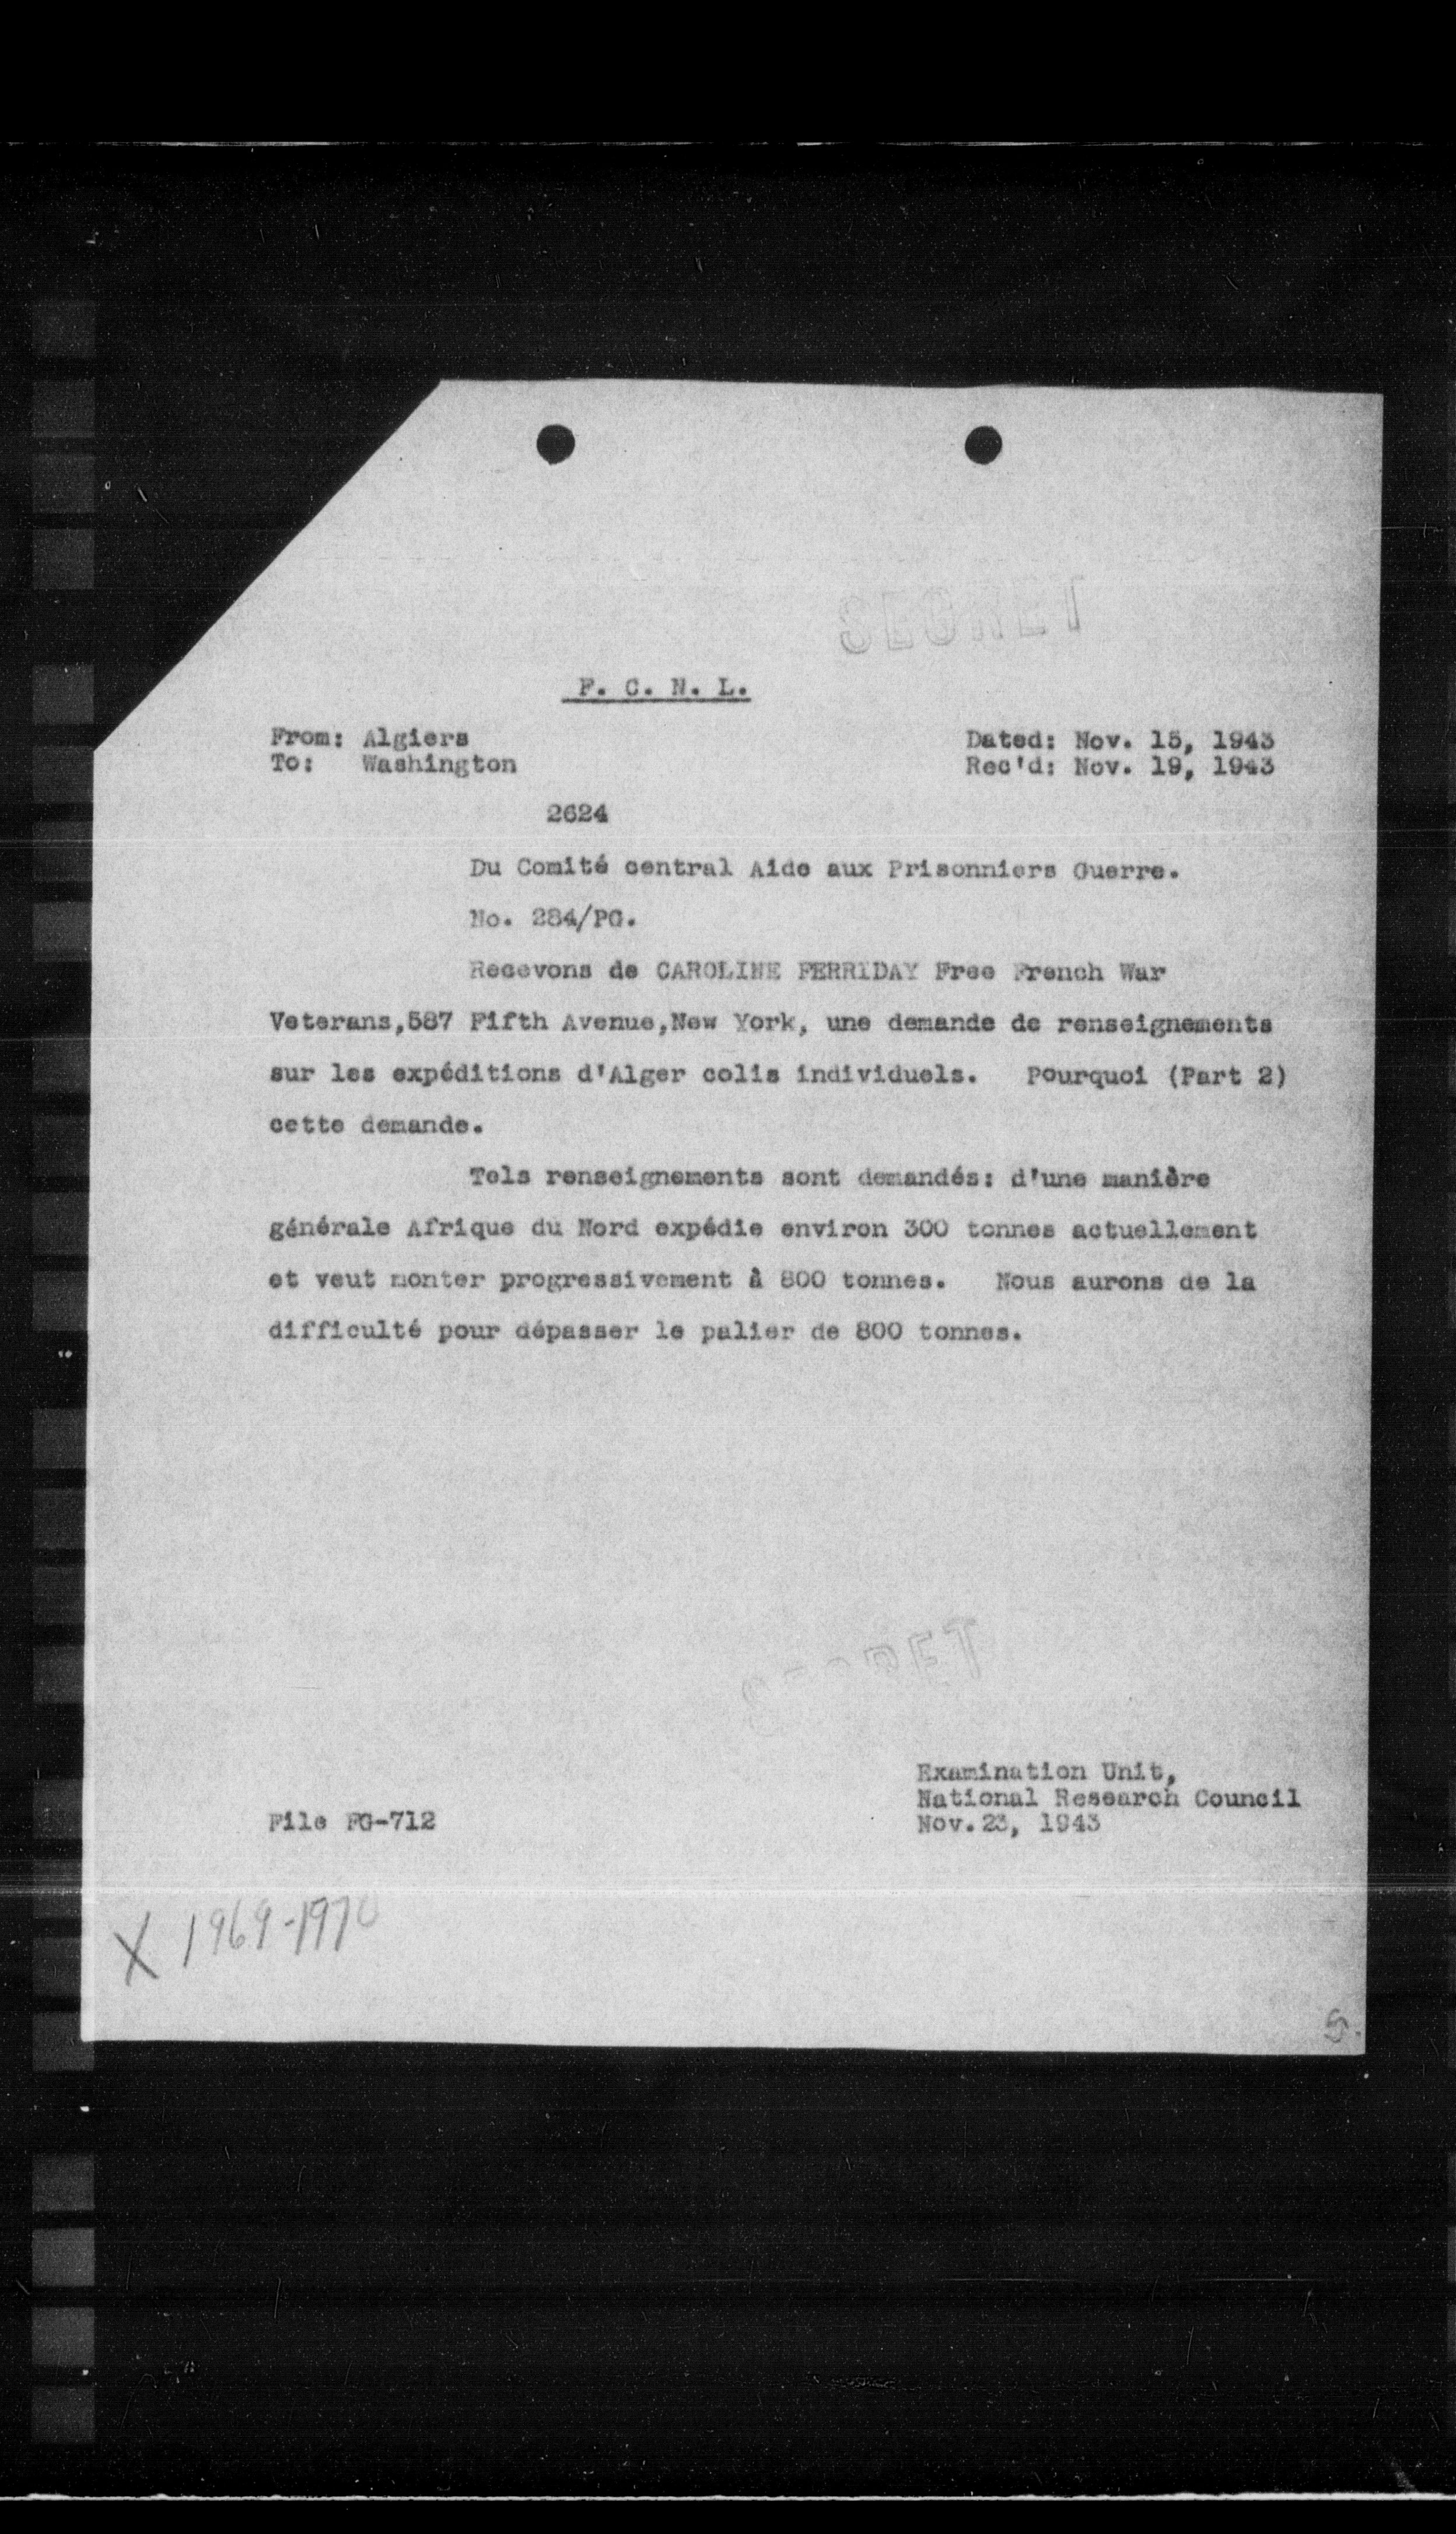 SECRET
F. C. N. L.
From: Algiers
To: Washington
Dated: Nov. 15, 1943
Rec'd: Nov. 19, 1943
2624
Du Comité central Aide aux Prisonniers Guerre.
No. 284/PG.
Recevons de CAROLINE FERRIDAY Free French War
Veterans,587 Fifth Avenue,New York, une demande de renseignements
sur les expéditions d'Alger colis individuels. Pourquoi (Part 2)
cette demande.
Tels renseignements sont demandés: d'une manière
générale Afrique du Nord expédie environ 300 tonnes actuellement
et veut monter progressivement à 800 tonnes. Nous aurons de la
difficulté pour dépasser le palier de 800 tonnes.
SECRET
Examination Unit,
National Research Council
Nov. 23, 1943
File FG-712
X 1969-1970
5.